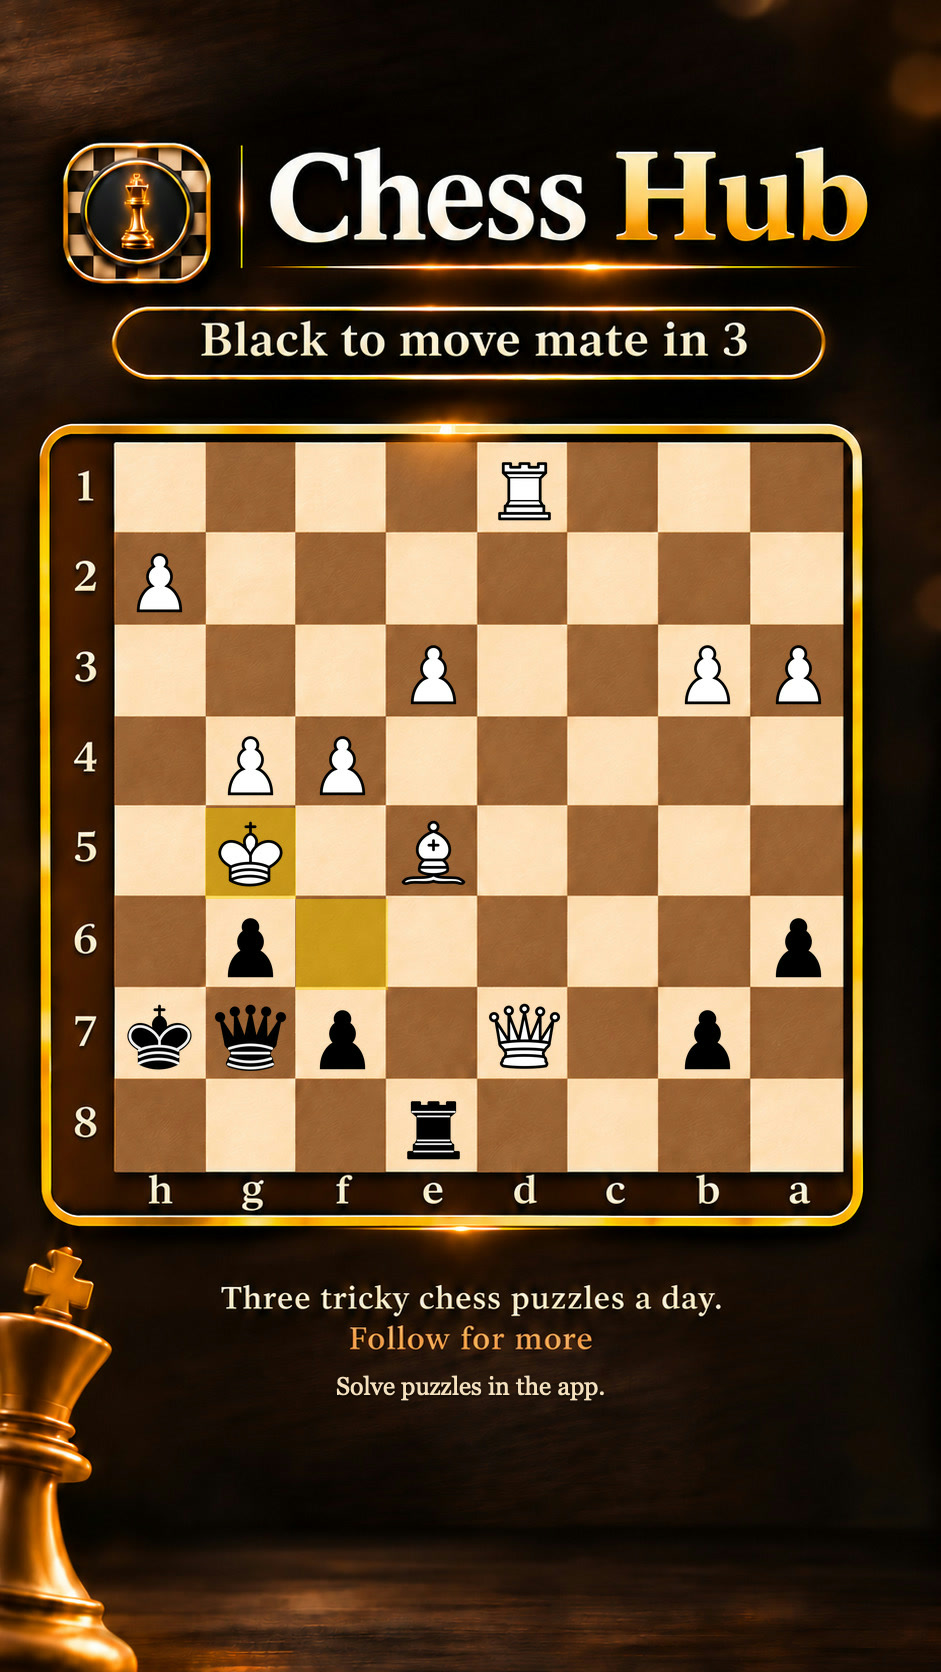 Chess Hub
Black to move mate in 3
1
2
3
4
5
6
7
8
h g f e d c b a
Three tricky chess puzzles a day.
Follow for more
Solve puzzles in the app.